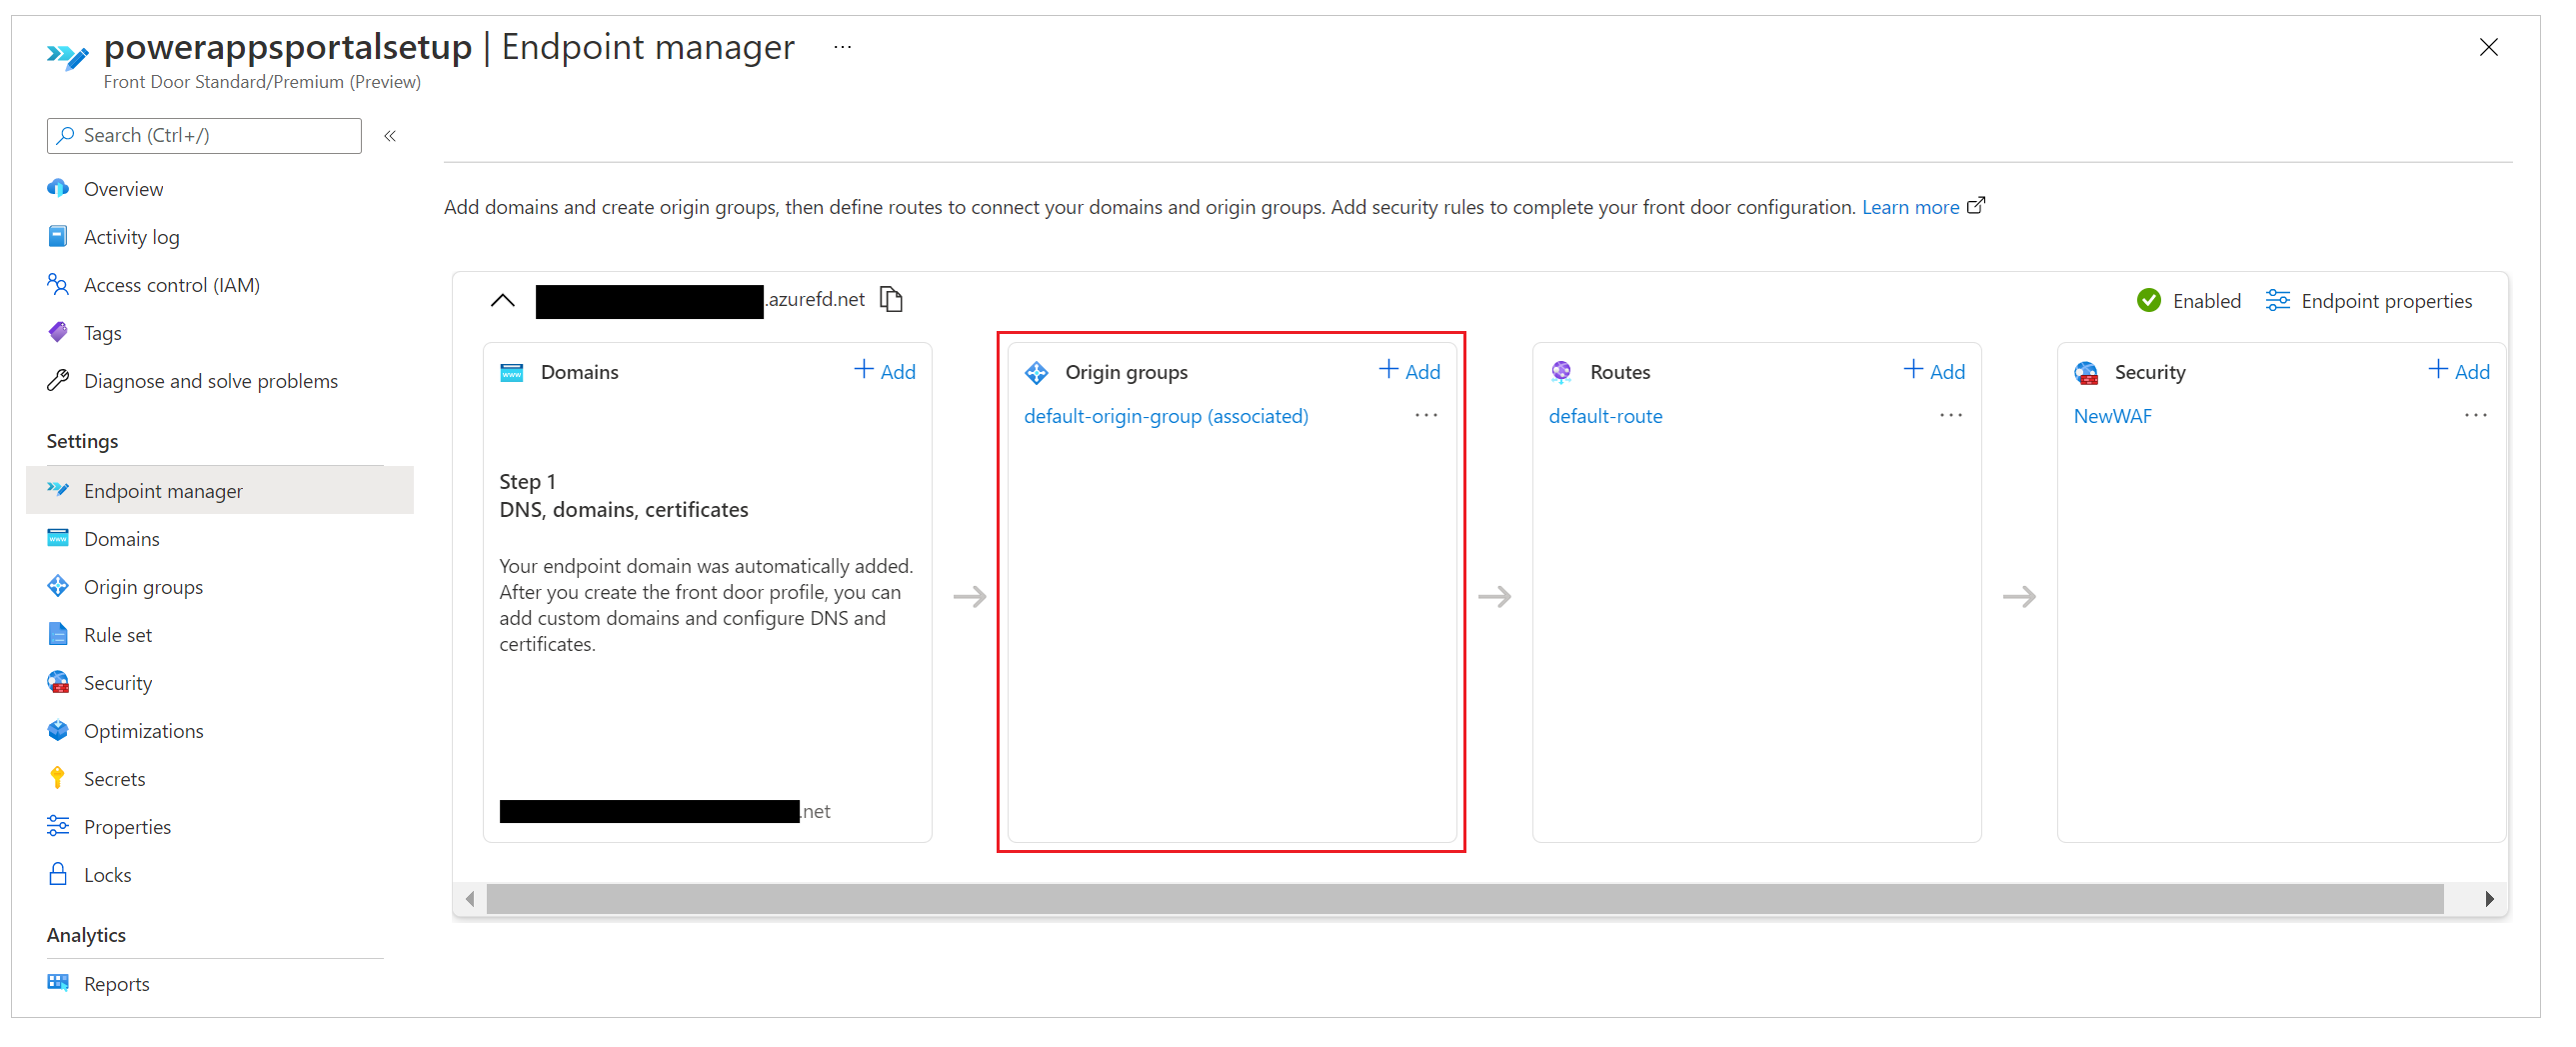 powerappsportalsetup | Endpoint manager ...
Front Door Standard/Premium (Preview)
Search (Ctrl+/)
«
Overview
Activity log
Access control (IAM)
Tags
Diagnose and solve problems
Settings
Endpoint manager
Domains
Origin groups
Rule set
Security
Optimizations
Secrets
Properties
Locks
Analytics
Reports
Add domains and create origin groups, then define routes to connect your domains and origin groups. Add security rules to complete your front door configuration. Learn more
.azurefd.net
Enabled
Endpoint properties
Domains
+ Add
Step 1
DNS, domains, certificates
Your endpoint domain was automatically added.
After you create the front door profile, you can
add custom domains and configure DNS and
certificates.
.net
Origin groups
+ Add
default-origin-group (associated) ...
Routes
+ Add
default-route ...
Security
+ Add
NewWAF ...